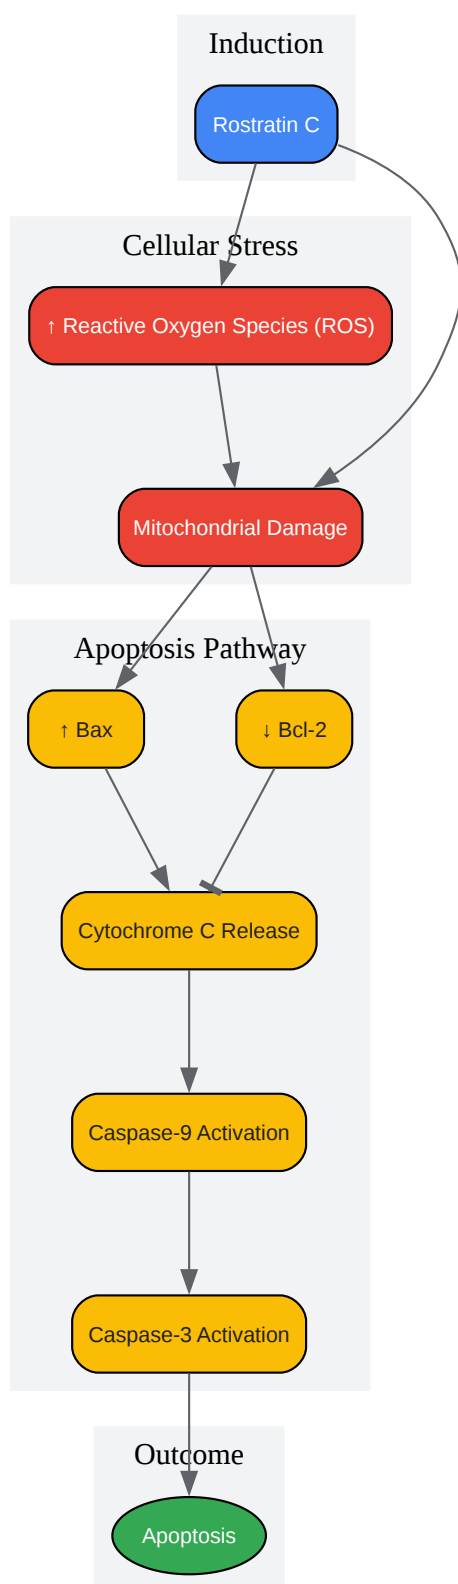 Induction
Rostratin C
Cellular Stress
↑ Reactive Oxygen Species (ROS)
Mitochondrial Damage
Apoptosis Pathway
↑ Bax
↓ Bcl-2
Cytochrome C Release
Caspase-9 Activation
Caspase-3 Activation
Outcome
Apoptosis